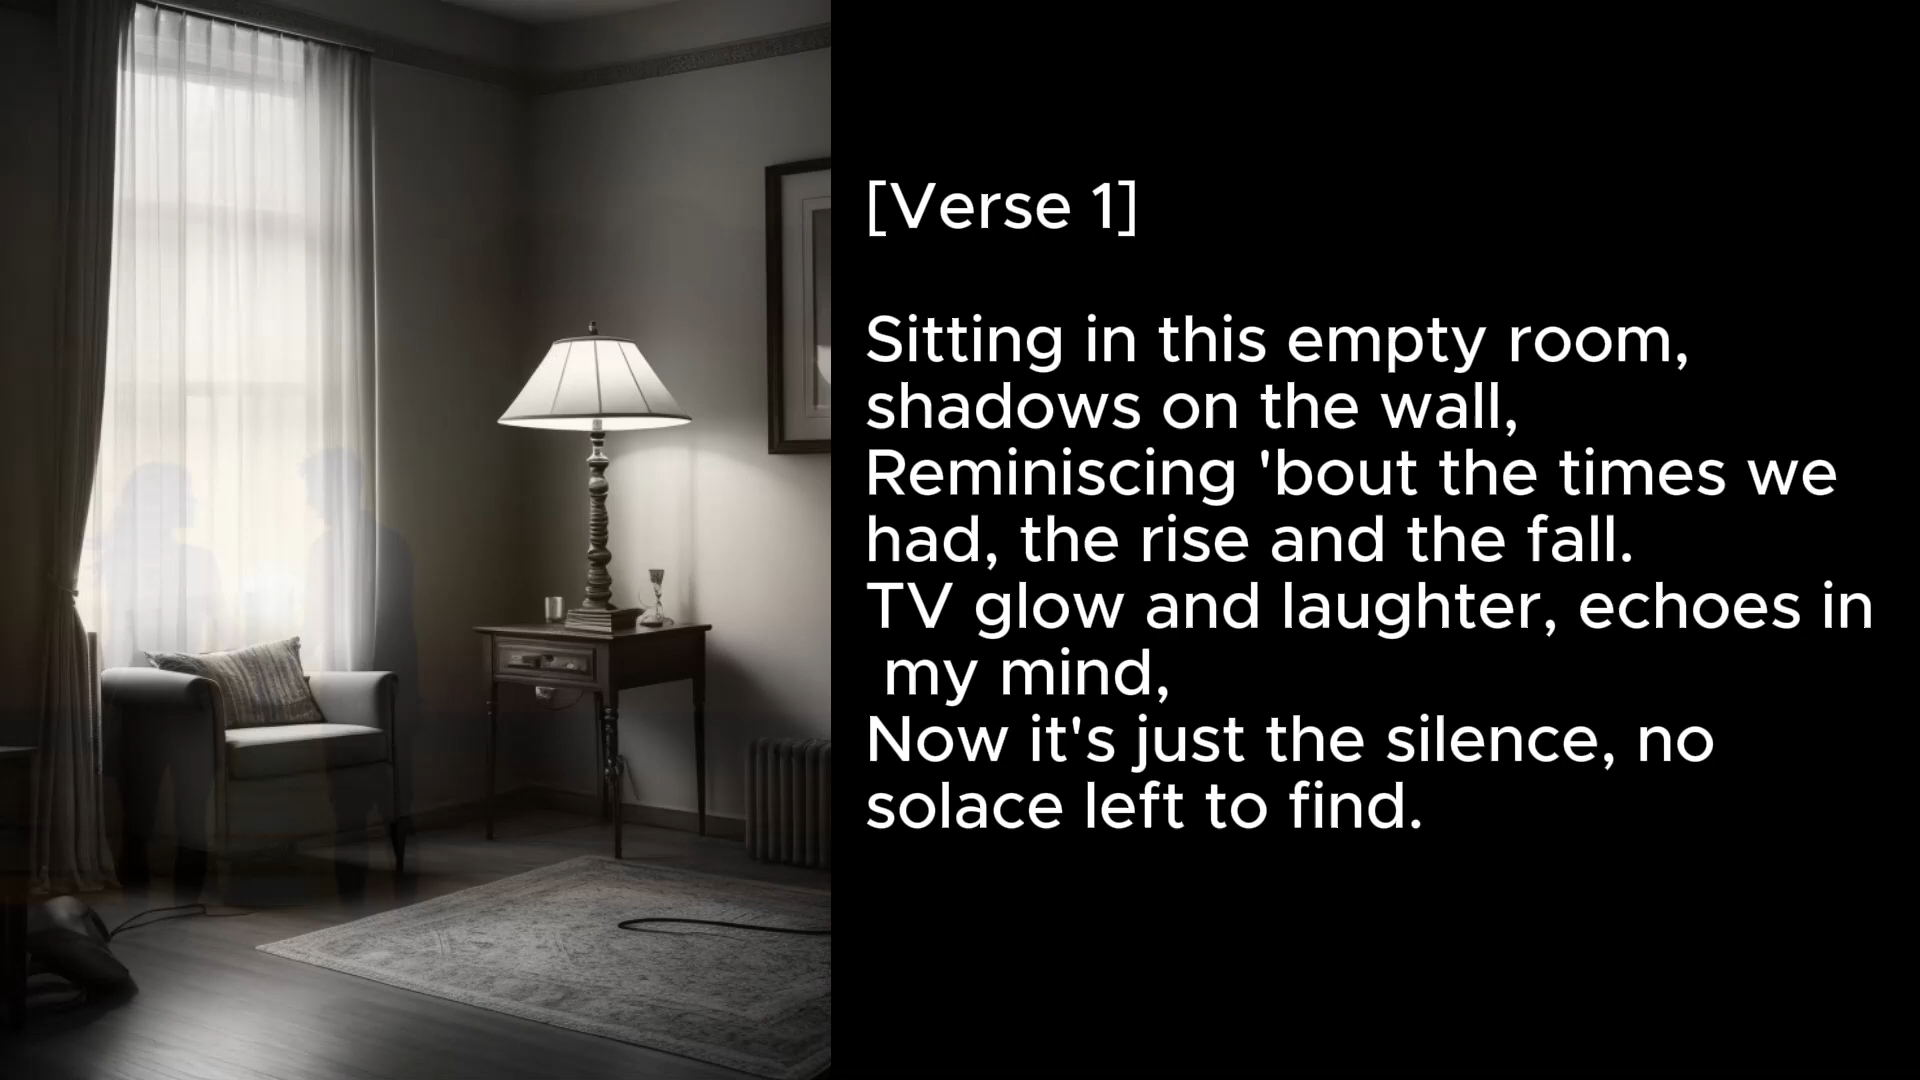 [Verse 1]
Sitting in this empty room,
shadows on the wall,
Reminiscing 'bout the times we
had, the rise and the fall.
TV glow and laughter, echoes in
my mind,
Now it's just the silence, no
solace left to find.